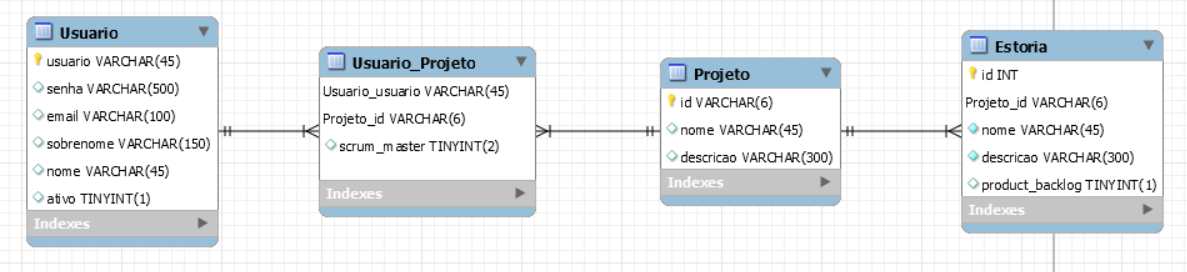 Usuario
usuario VARCHAR(45)
senha VARCHAR(500)
email VARCHAR(100)
sobrenome VARCHAR(150)
nome VARCHAR(45)
ativo TINYINT(1)
Indexes
Usuario_Projeto
Usuario_usuario VARCHAR(45)
Projeto_id VARCHAR(6)
scrum_master TINYINT(2)
Indexes
Projeto
id VARCHAR(6)
nome VARCHAR(45)
descricao VARCHAR(300)
Indexes
Estoria
id INT
Projeto_id VARCHAR(6)
nome VARCHAR(45)
descricao VARCHAR(300)
product_backlog TINYINT(1)
Indexes